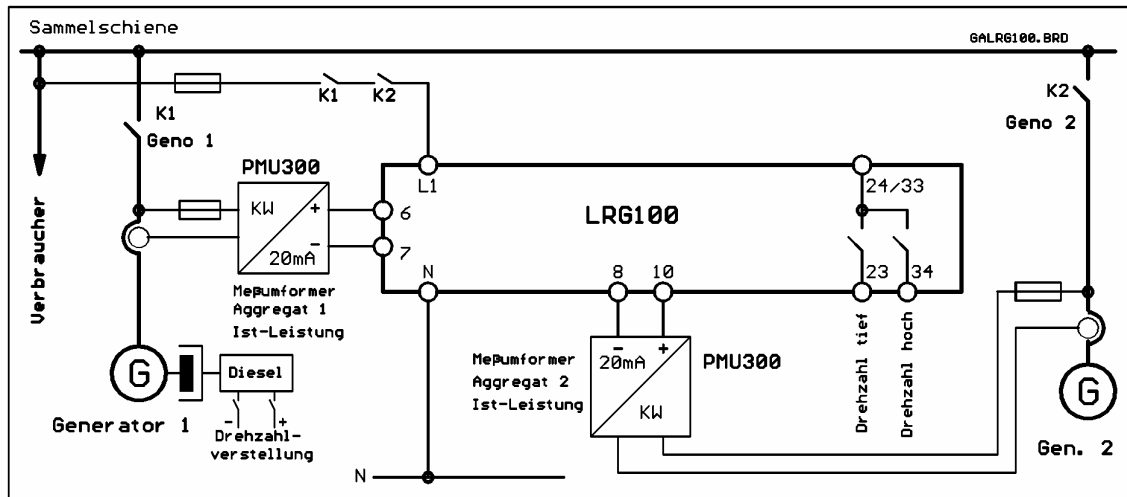 Sammelschiene
GALRG100.BRD
K1
K2
K1
Geno 1
K2
Geno 2
PMU300
KW
+
-
20mA
Meβumformer
Aggregat 1
Ist-Leistung
L1
6
7
N
LRG100
24/33
23
34
8
10
Drehzahl tief
Drehzahl hoch
Verbraucher
G
Diesel
Generator 1
-
+
Drehzahl-
verstellung
Meβumformer
Aggregat 2
Ist-Leistung
-
+
20mA
KW
PMU300
G
Gen. 2
N